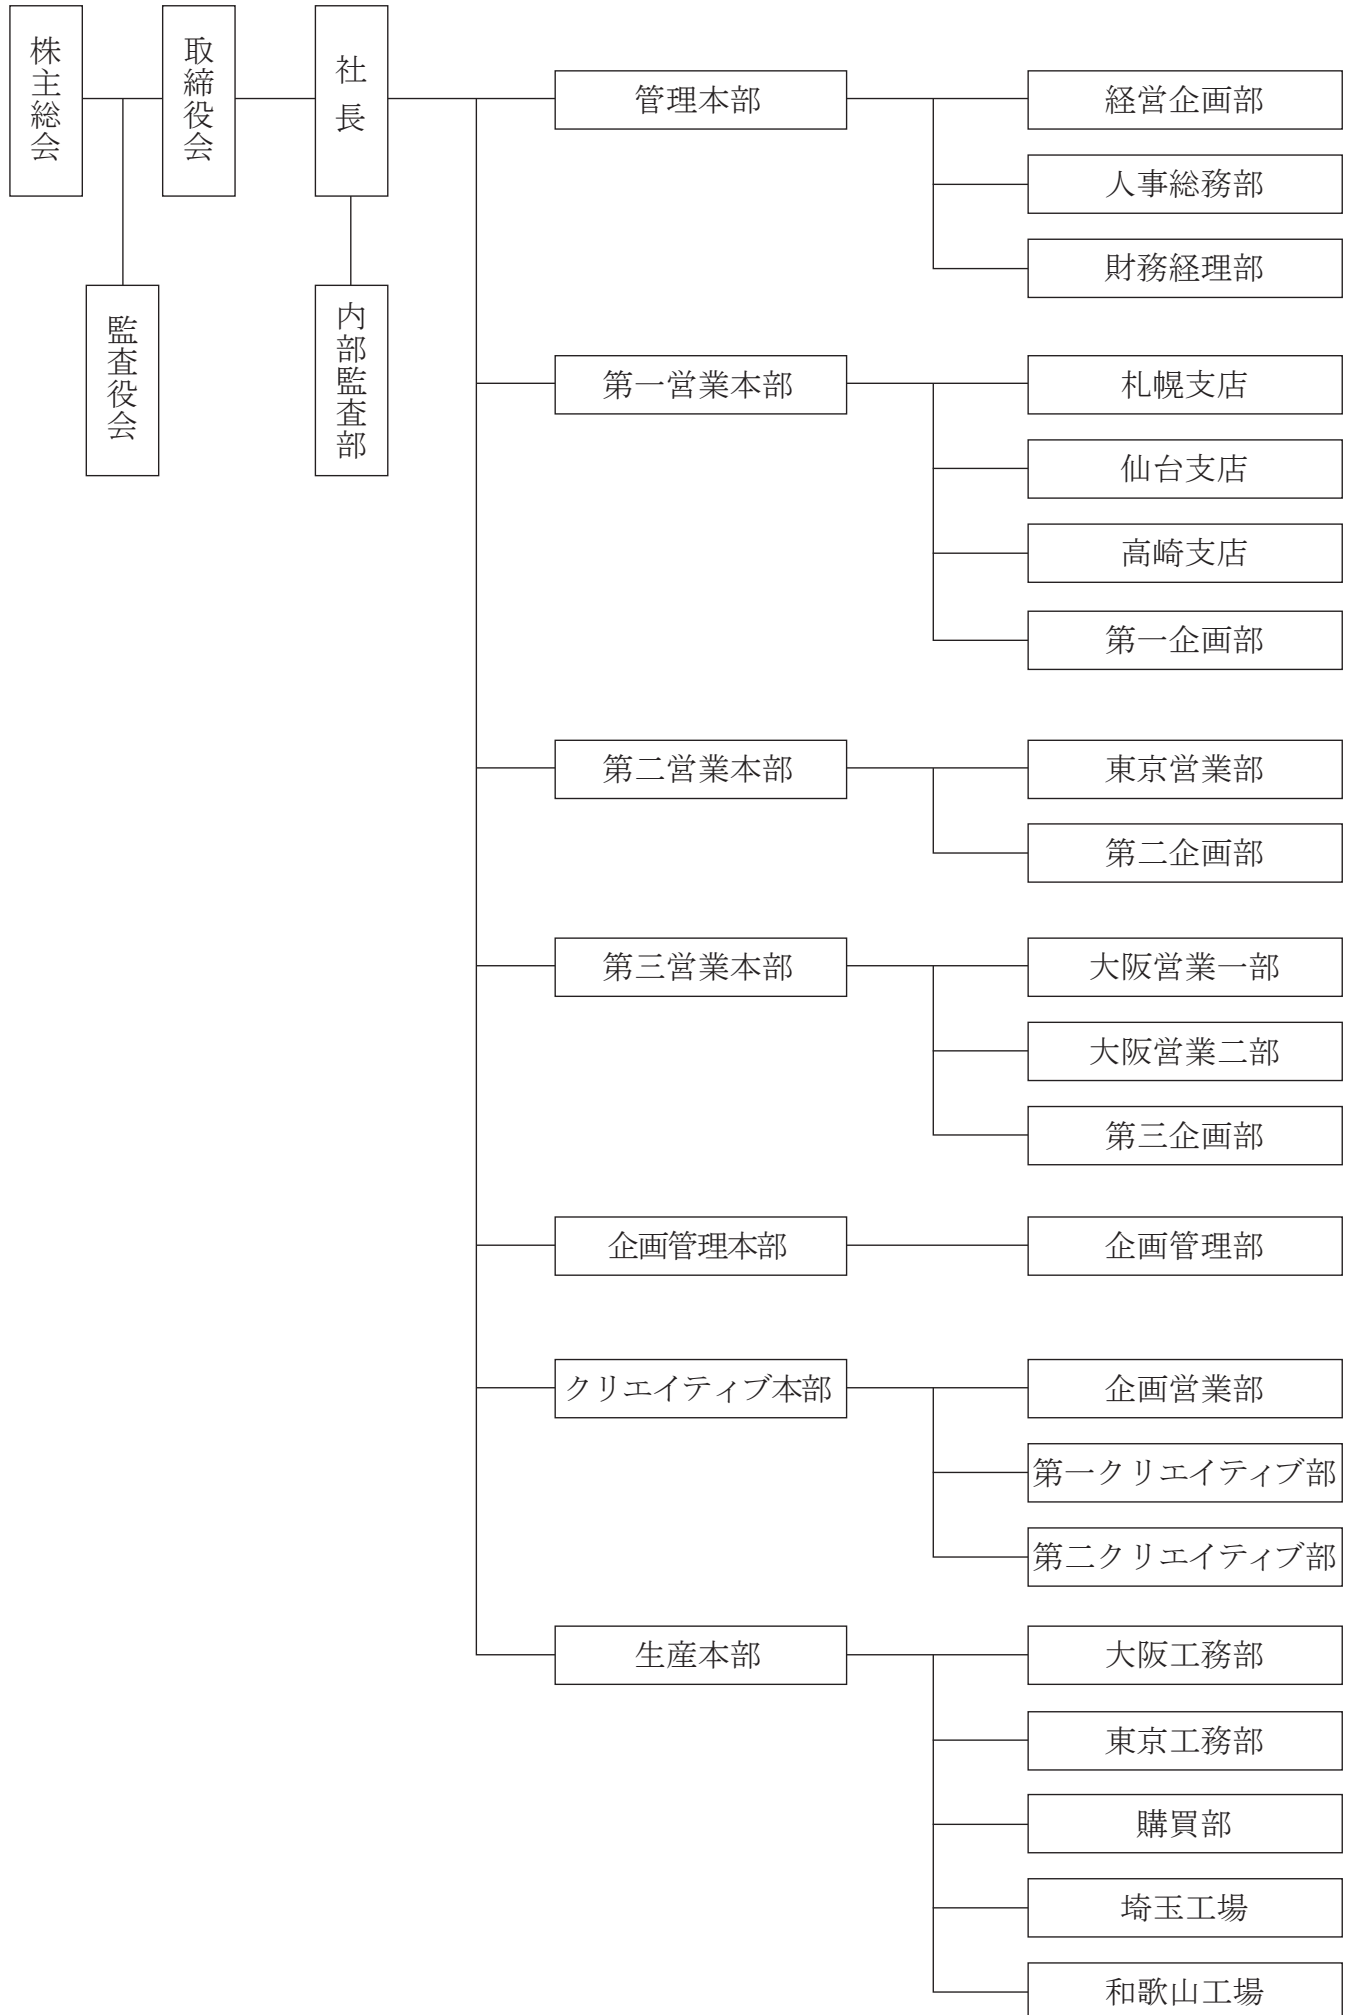 株主総会
取締役会
社長
監査役会
内部監査部
管理本部
経営企画部
人事総務部
財務経理部
第一営業本部
札幌支店
仙台支店
高崎支店
第一企画部
第二営業本部
東京営業部
第二企画部
第三営業本部
大阪営業一部
大阪営業二部
第三企画部
企画管理本部
企画管理部
クリエイティブ本部
企画営業部
第一クリエイティブ部
第二クリエイティブ部
生産本部
大阪工務部
東京工務部
購買部
埼玉工場
和歌山工場